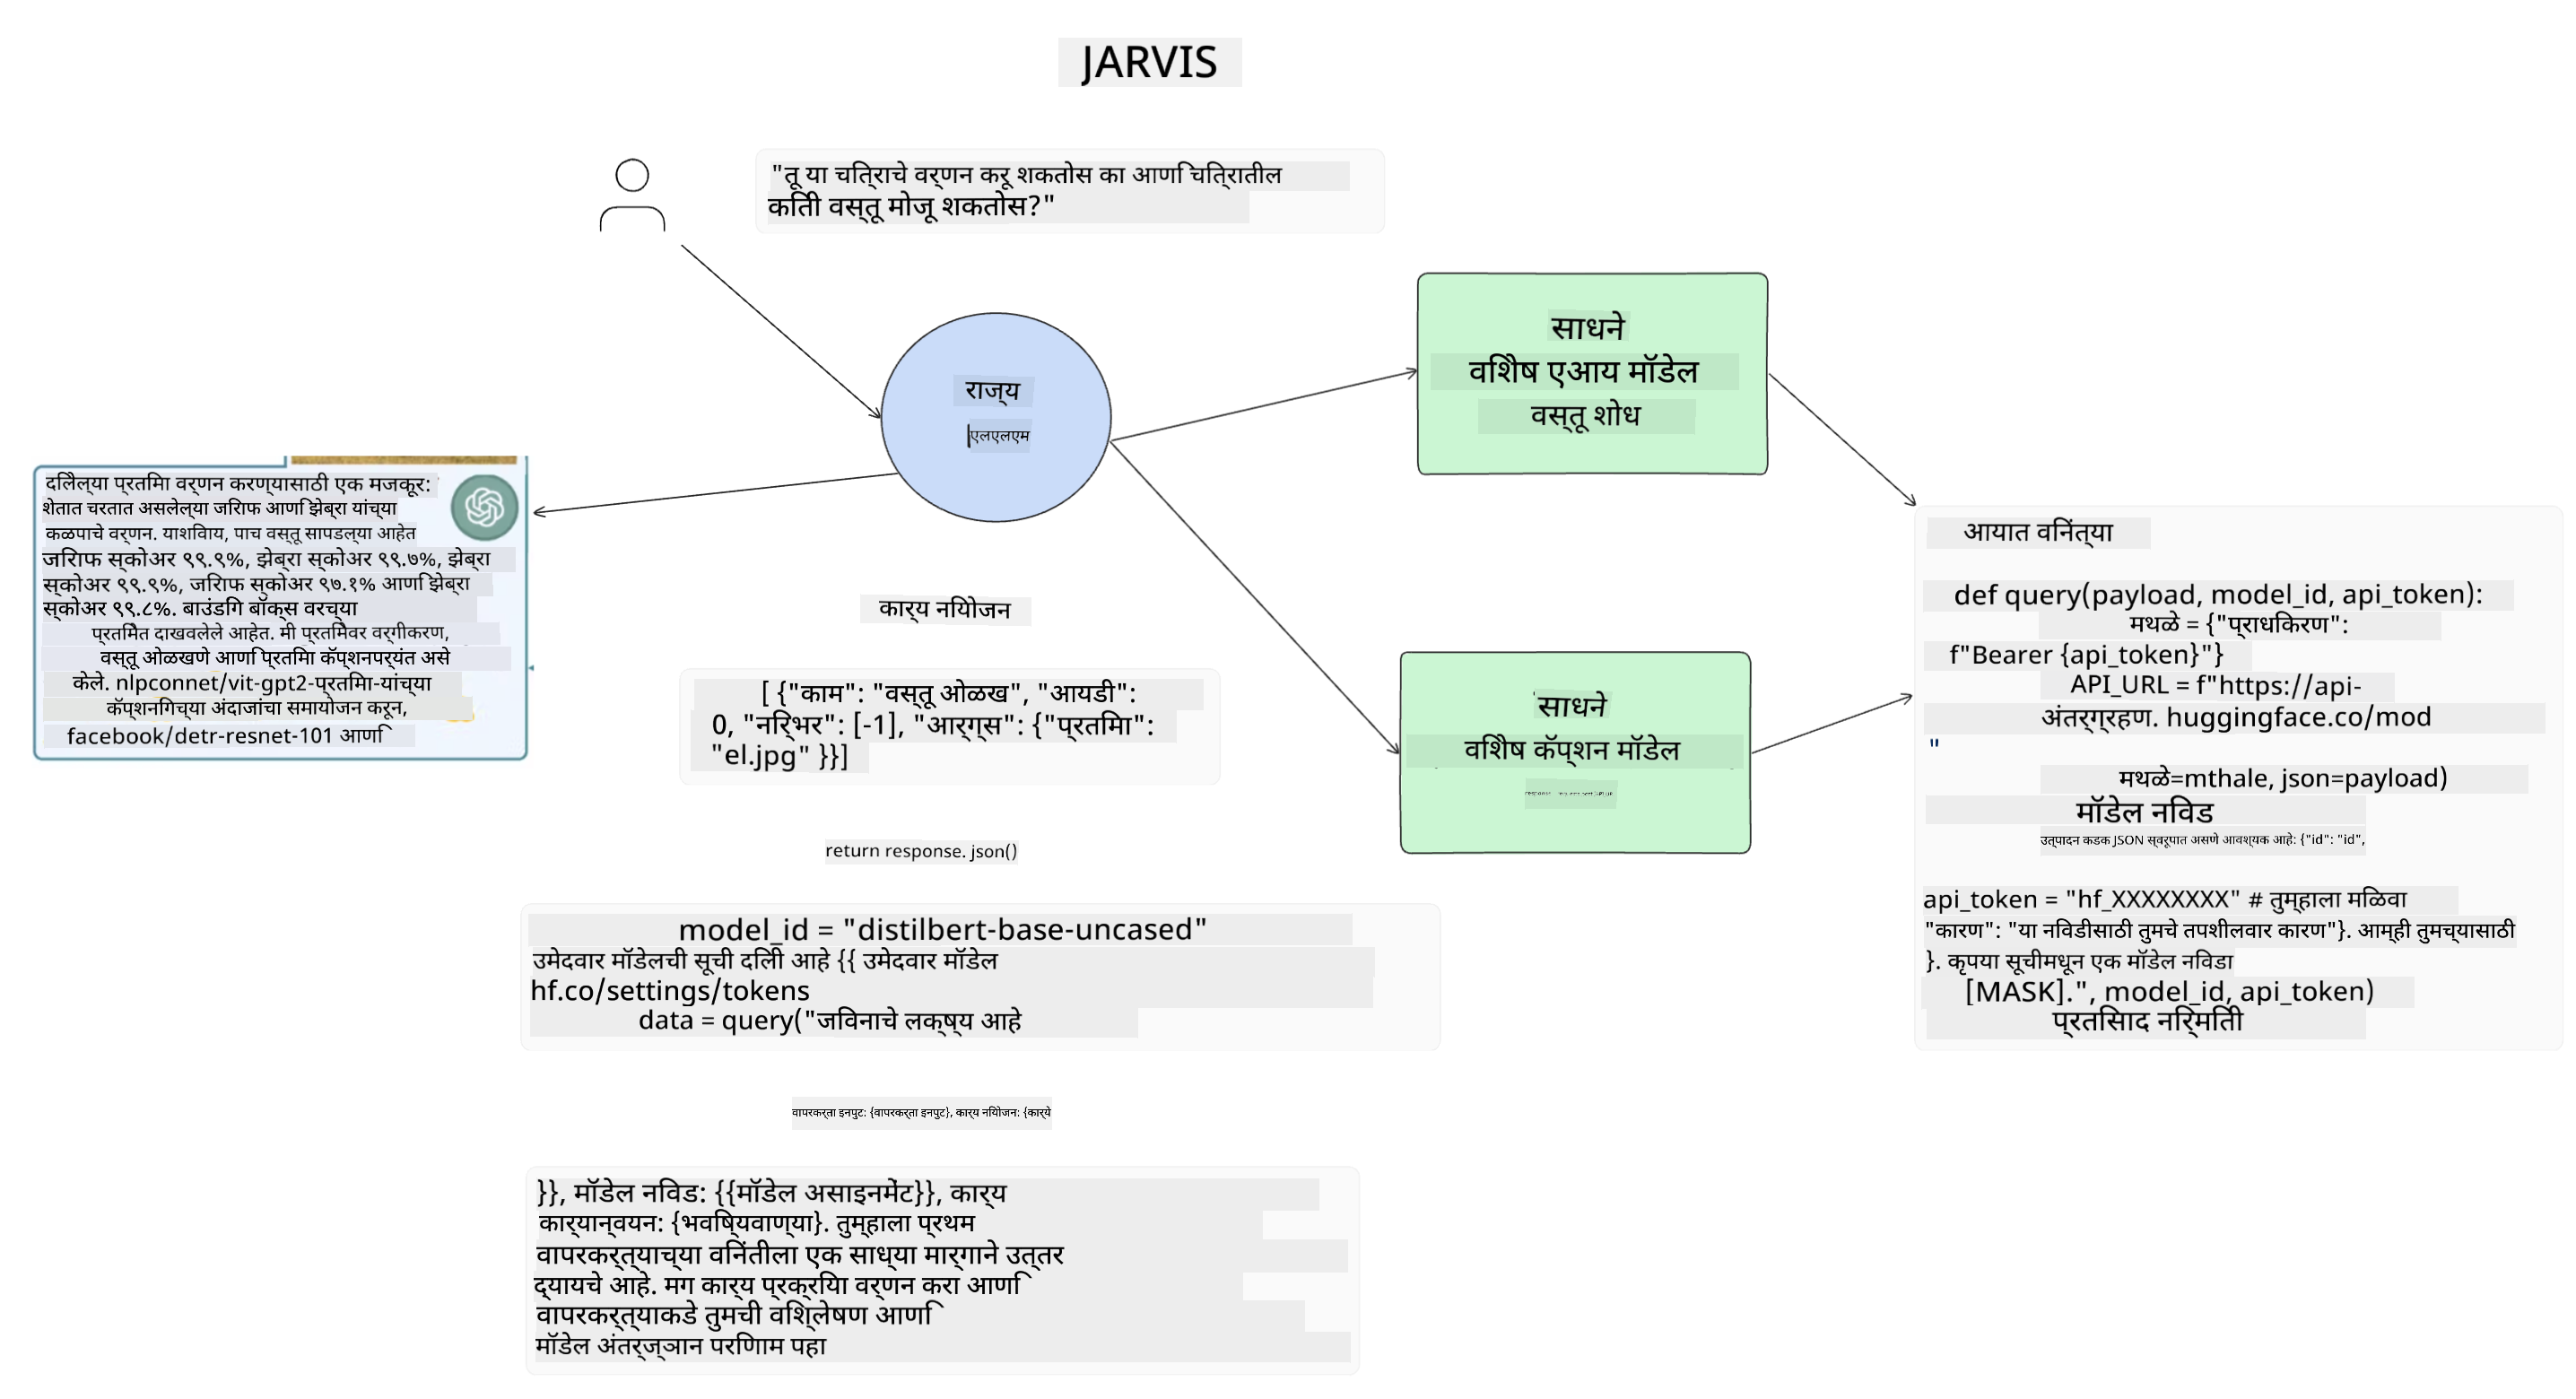 JARVIS
"तू या चित्राचे वर्णन करू शकतोस का आणि चित्रातील
किती वस्तू मोजू शकतोस?"
राज्य
एलएलएम
साधने
विशेष एआय मॉडेल
वस्तू शोध
दिलेल्या प्रतिमा वर्णन करण्यासाठी एक मजकूर:
शेतात चरतात असलेल्या जिराफ आणि झेब्रा यांच्या
कळपाचे वर्णन. याशिवाय, पाच वस्तू सापडल्या आहेत
जिराफ स्कोअर ९९.९%, झेब्रा स्कोअर ९९.७%, झेब्रा
स्कोअर ९९.९%, जिराफ स्कोअर ९७.१% आणि झेब्रा
स्कोअर ९९.८%. बाउंडिंग बॉक्स वरच्या
प्रतिमेत दाखवलेले आहेत. मी प्रतिमेवर वर्गीकरण,
वस्तू ओळखणे आणि प्रतिमा कॅप्शनपर्यंत असे
केले. nlpconnet/vit-gpt2-प्रतिमा-यांच्या
कॅप्शनिंगच्या अंदाजांचा समायोजन करून,
facebook/detr-resnet-101 आणि
कार्य नियोजन
[ {"काम": "वस्तू ओळख", "आयडी":
0, "निर्भर": [-1], "आर्ग्स": {"प्रतिमा":
"el.jpg" }}]
साधने
विशेष कॅप्शन मॉडेल
आयात विनंत्या
def query(payload, model_id, api_token):
मथळे = {"प्राधिकरण":
f"Bearer {api_token}"}
API_URL = f"https://api-
अंतर्ग्रहण. huggingface.co/mod
"
मथळे=mthale, json=payload)
मॉडेल निवड
उत्पादन कडक JSON स्वरूपात असणे आवश्यक आहे: {"id": "id",
api_token = "hf_XXXXXXXX" # तुम्हाला मिळवा
"कारण": "या निवडीसाठी तुमचे तपशीलवार कारण"}. आम्ही तुमच्यासाठी
}. कृपया सूचीमधून एक मॉडेल निवडा
[MASK].", model_id, api_token)
प्रतिसाद निर्मिती
return response. json()
model_id = "distilbert-base-uncased"
उमेदवार मॉडेलची सूची दिली आहे {{ उमेदवार मॉडेल
hf.co/settings/tokens
data = query("जीवनाचे लक्ष्य आहे
वापरकर्ता इनपुट: {वापरकर्ता इनपुट}, कार्य नियोजन: {कार्ये
}}, मॉडेल निवड: {{मॉडेल असाइनमेंट}}, कार्य
कार्यान्वयन: {भविष्यवाण्या}. तुम्हाला प्रथम
वापरकर्त्याच्या विनंतीला एक साध्या मार्गाने उत्तर
द्यायचे आहे. मग कार्य प्रक्रिया वर्णन करा आणि
वापरकर्त्याकडे तुमची विश्लेषण आणि
मॉडेल अंतर्ज्ञान परिणाम पहा